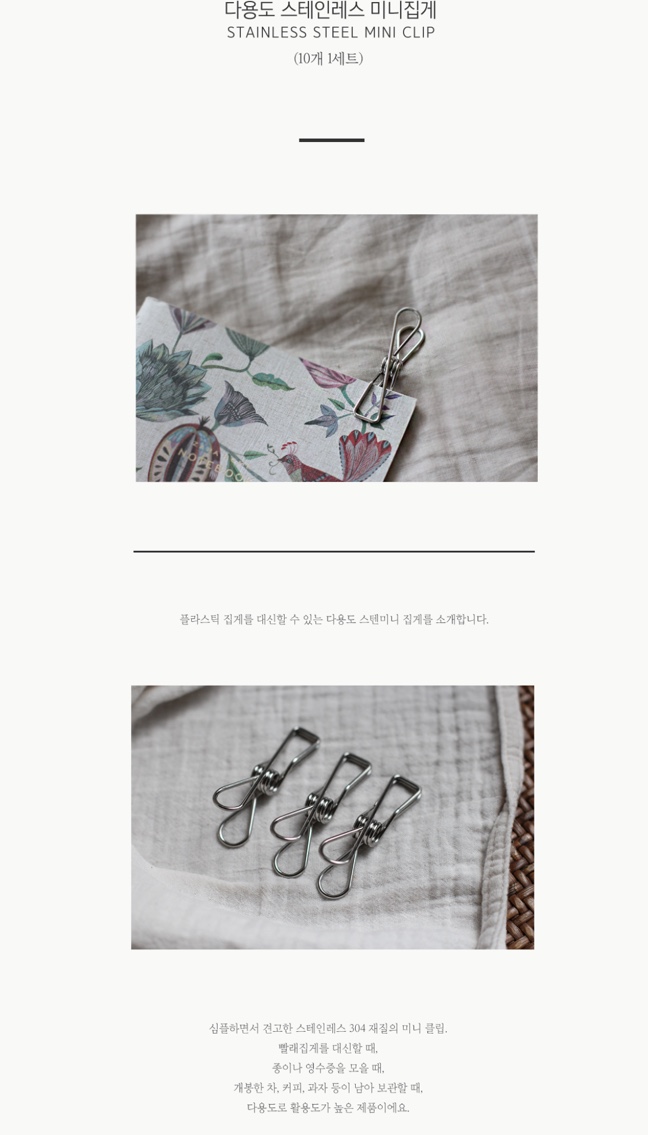 다용도 스테인레스 미니집게
STAINLESS STEEL MINI CLIP
(10개 1세트)
NOTEBOO
플라스틱 집게를 대신할 수 있는 다용도 스텐미니 집게를 소개합니다.
심플하면서 견고한 스테인레스 304 재질의 미니 클립.
빨래집게를 대신할 때,
종이나 영수증을 모을 때,
개봉한 차, 커피, 과자 등이 남아 보관할 때,
다용도로 활용도가 높은 제품이에요.